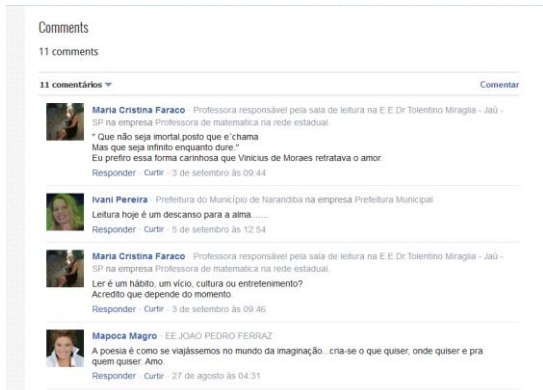 Comments
11 comments
11 comentários
Comentar
Maria Cristina Faraco · Professora responsável pela sala de leitura na E.E.Dr.Tolentino Miraglia - Jaú -
SP na empresa Professora de matematica na rede estadual.
" Que não seja imortal,posto que e´chama
Mas que seja infinito enquanto dure."
Eu prefiro essa forma carinhosa que Vinicius de Moraes retratava o amor.
Responder · Curtir · 3 de setembro às 09:44
Ivani Pereira · Prefeitura do Município de Narandiba na empresa Prefeitura Municipal
Leitura hoje é um descanso para a alma.......
Responder · Curtir · 5 de setembro às 12:54
Maria Cristina Faraco · Professora responsável pela sala de leitura na E.E.Dr.Tolentino Miraglia - Jaú -
SP na empresa Professora de matematica na rede estadual.
Ler é um hábito, um vício, cultura ou entretenimento?
Acredito que depende do momento.
Responder · Curtir · 3 de setembro às 09:46
Mapoca Magro · EE.JOAO PEDRO FERRAZ
A poesia é como se viajássemos no mundo da imaginação...cria-se o que quiser, onde quiser e pra
quem quiser. Amo.
Responder · Curtir · 27 de agosto às 04:31